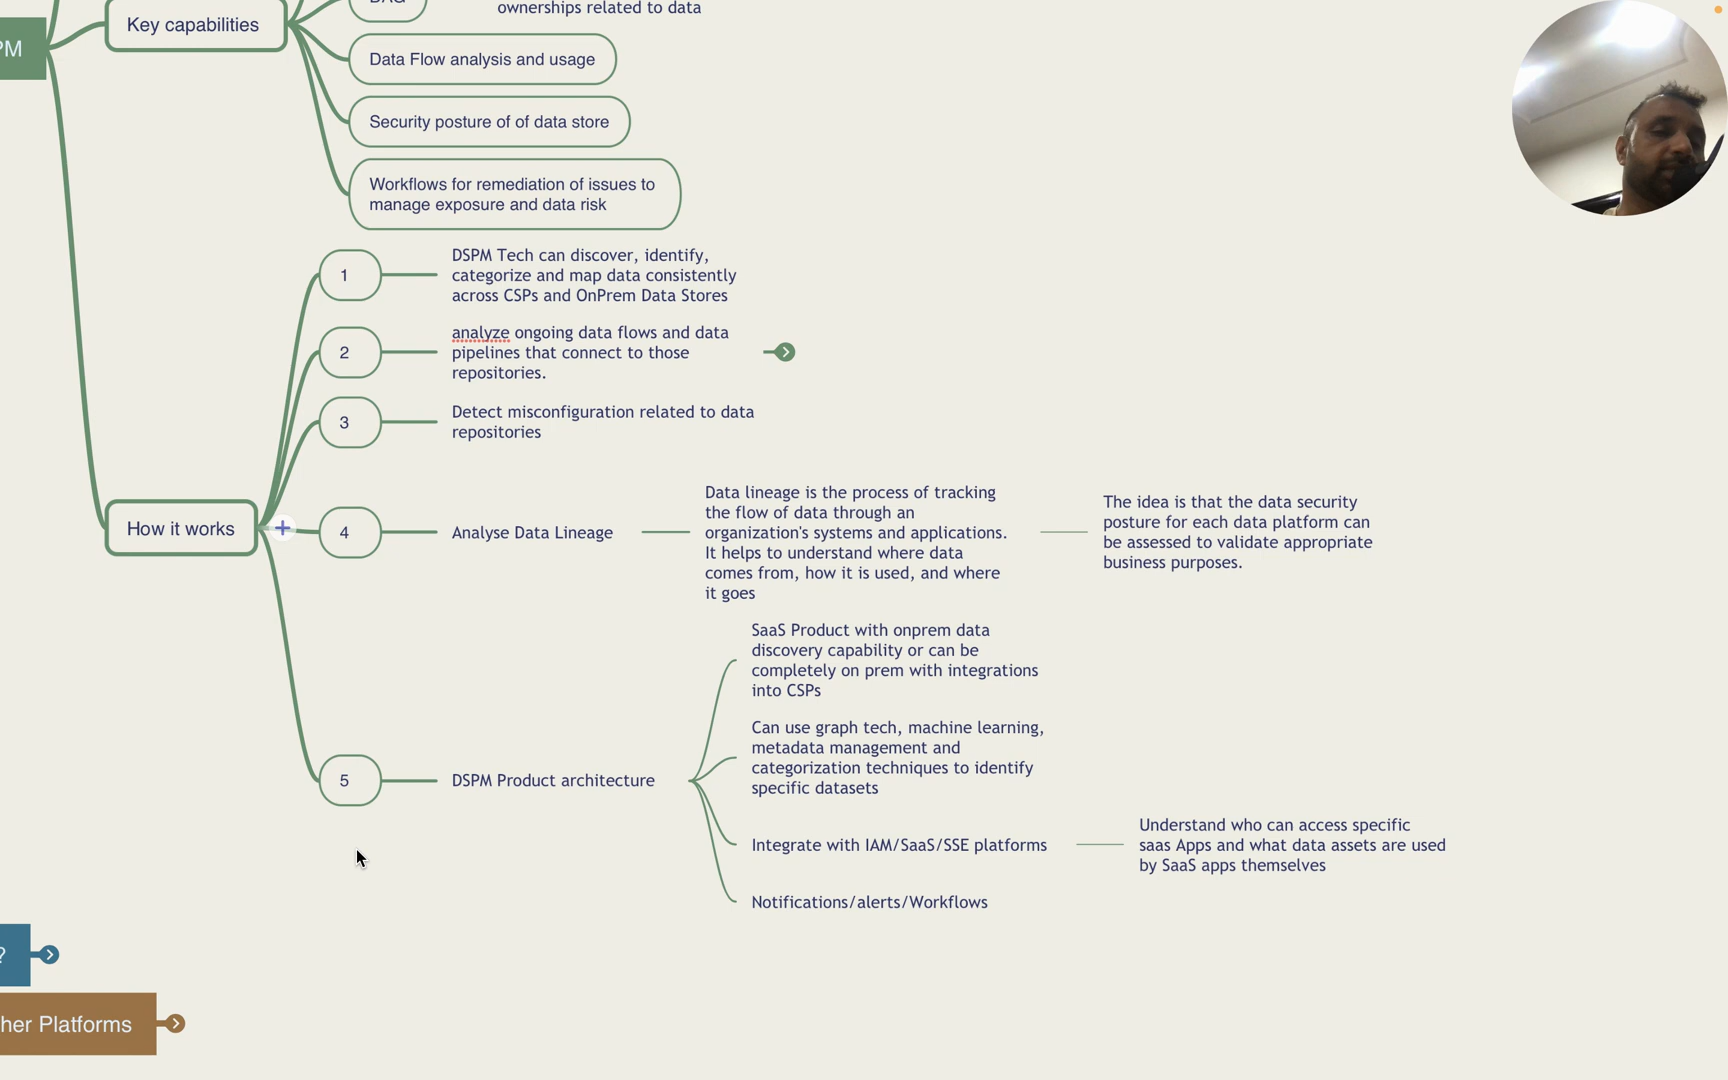 PM
Key capabilities
ownerships related to data
Data Flow analysis and usage
Security posture of of data store
Workflows for remediation of issues to
manage exposure and data risk
How it works
1
DSPM Tech can discover, identify,
categorize and map data consistently
across CSPs and OnPrem Data Stores
2
analyze ongoing data flows and data
pipelines that connect to those
repositories.
3
Detect misconfiguration related to data
repositories
4
Analyse Data Lineage
Data lineage is the process of tracking
the flow of data through an
organization's systems and applications.
It helps to understand where data
comes from, how it is used, and where
it goes
The idea is that the data security
posture for each data platform can
be assessed to validate appropriate
business purposes.
5
DSPM Product architecture
SaaS Product with onprem data
discovery capability or can be
completely on prem with integrations
into CSPs
Can use graph tech, machine learning,
metadata management and
categorization techniques to identify
specific datasets
Integrate with IAM/SaaS/SSE platforms
Understand who can access specific
saas Apps and what data assets are used
by SaaS apps themselves
Notifications/alerts/Workflows
?
her Platforms